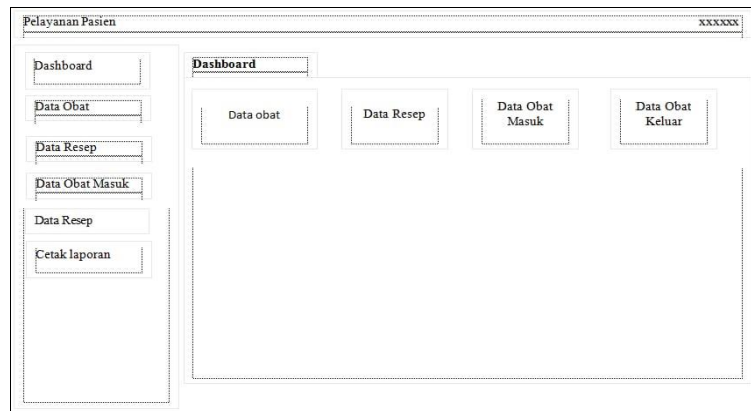 Pelayanan Pasien xxxxxx
Dashboard
Data Obat
Data Resep
Data Obat Masuk
Data Resep
Cetak laporan
Dashboard
Data obat
Data Resep
Data Obat
Masuk
Data Obat
Keluar